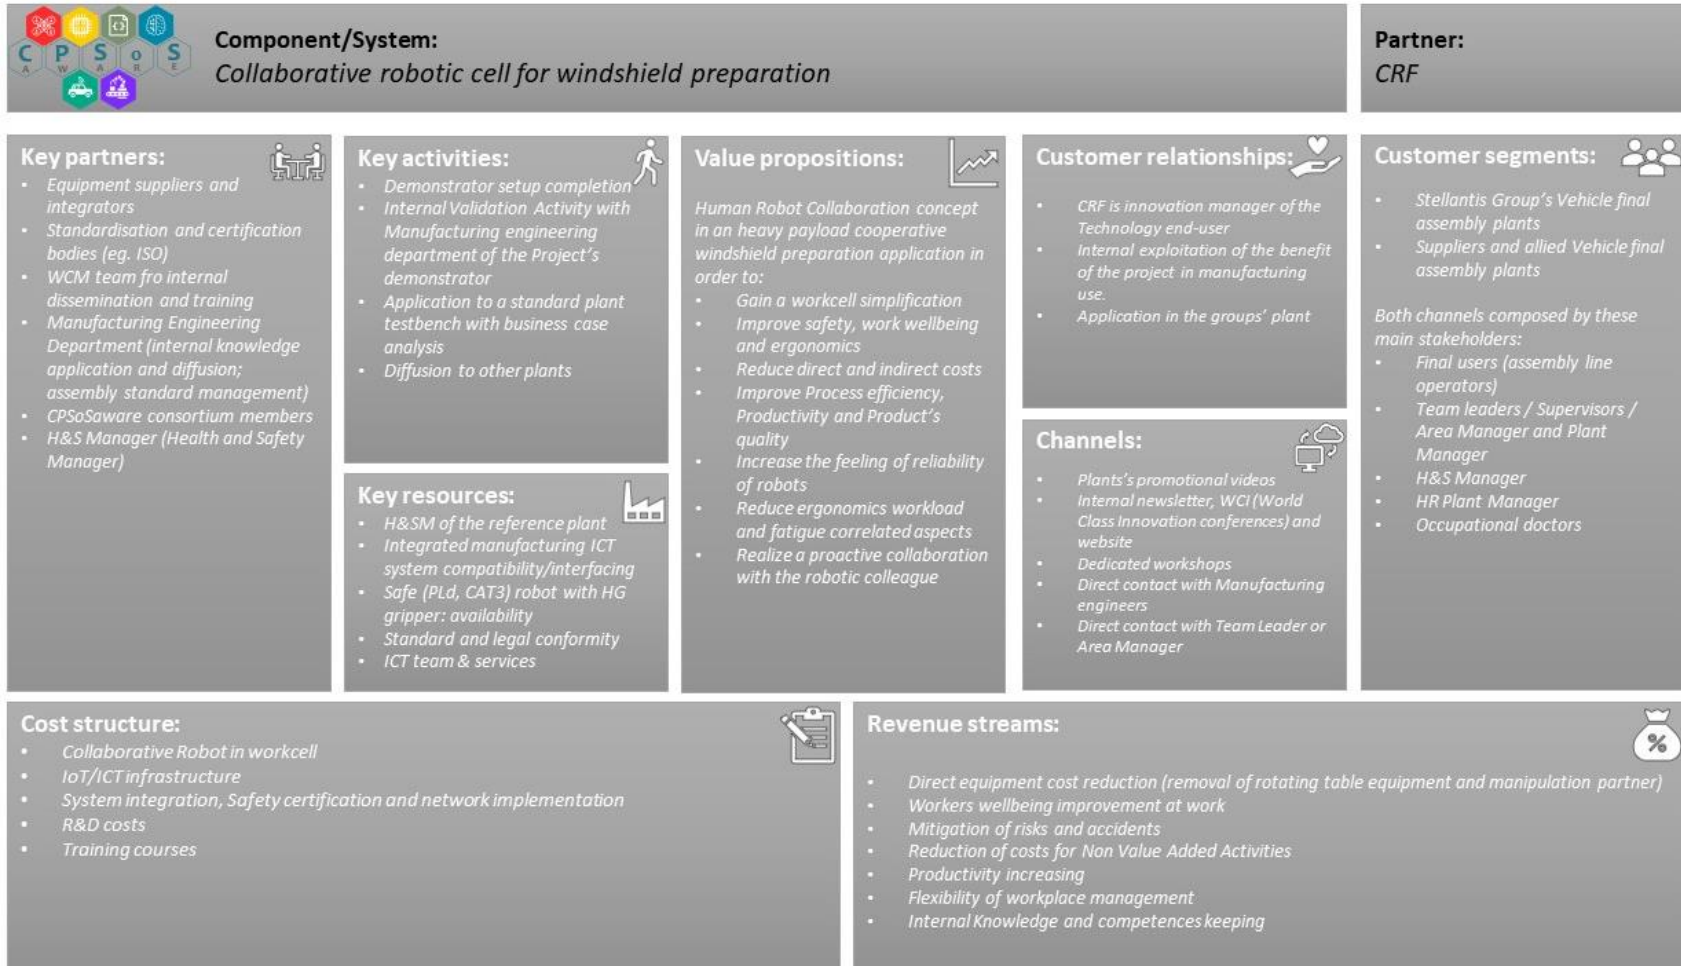 C P S o S
A W A R E
Component/System:
Collaborative robotic cell for windshield preparation
Partner:
CRF
Key partners:
• Equipment suppliers and
integrators
• Standardisation and certification
bodies (eg. ISO)
• WCM team fro internal
dissemination and training
• Manufacturing Engineering
Department (internal knowledge
application and diffusion;
assembly standard management)
• CPSoSaware consortium members
• H&S Manager (Health and Safety
Manager)
Key activities:
• Demonstrator setup completion
• Internal Validation Activity with
Manufacturing engineering
department of the Project's
demonstrator
• Application to a standard plant
testbench with business case
analysis
• Diffusion to other plants
Key resources:
• H&SM of the reference plant
• Integrated manufacturing ICT
system compatibility/interfacing
• Safe (PLd, CAT3) robot with HG
gripper: availability
• Standard and legal conformity
• ICT team & services
Value propositions:
Human Robot Collaboration concept
in an heavy payload cooperative
windshield preparation application in
order to:
• Gain a workcell simplification
• Improve safety, work wellbeing
and ergonomics
• Reduce direct and indirect costs
• Improve Process efficiency,
Productivity and Product's
quality
• Increase the feeling of reliability
of robots
• Reduce ergonomics workload
and fatigue correlated aspects
• Realize a proactive collaboration
with the robotic colleague
Customer relationships:
• CRF is innovation manager of the
Technology end-user
• Internal exploitation of the benefit
of the project in manufacturing
use.
• Application in the groups' plant
Channels:
• Plants's promotional videos
• Internal newsletter, WCI (World
Class Innovation conferences) and
website
• Dedicated workshops
• Direct contact with Manufacturing
engineers
• Direct contact with Team Leader or
Area Manager
Customer segments:
• Stellantis Group's Vehicle final
assembly plants
• Suppliers and allied Vehicle final
assembly plants
Both channels composed by these
main stakeholders:
• Final users (assembly line
operators)
• Team leaders / Supervisors /
Area Manager and Plant
Manager
• H&S Manager
• HR Plant Manager
• Occupational doctors
Cost structure:
• Collaborative Robot in workcell
• IoT/ICT infrastructure
• System integration, Safety certification and network implementation
• R&D costs
• Training courses
Revenue streams:
%
• Direct equipment cost reduction (removal of rotating table equipment and manipulation partner)
• Workers wellbeing improvement at work
• Mitigation of risks and accidents
• Reduction of costs for Non Value Added Activities
• Productivity increasing
• Flexibility of workplace management
• Internal Knowledge and competences keeping